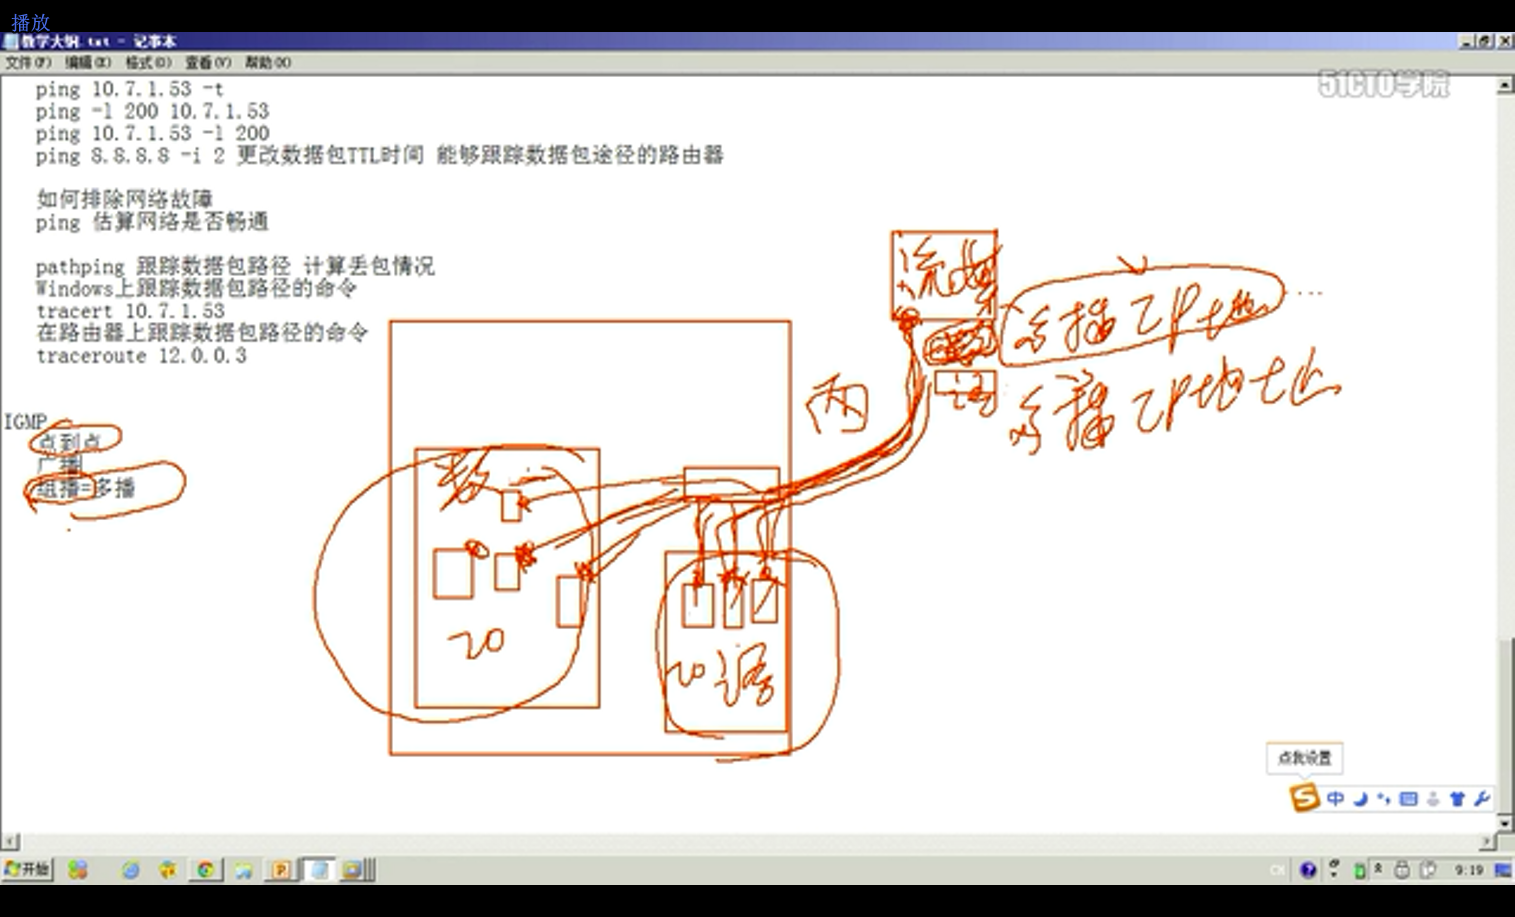 播放
教学大纲.txt - 记事本
文件(F) 编辑(E) 格式(O) 查看(V) 帮助(H)
51CTO学院
ping 10.7.1.53 -t
ping -l 200 10.7.1.53
ping 10.7.1.53 -l 200
ping 8.8.8.8 -i 2 更改数据包TTL时间 能够跟踪数据包途径的路由器
如何排除网络故障
ping 估算网络是否畅通
pathping 跟踪数据包路径 计算丢包情况
Windows上跟踪数据包路径的命令
tracert 10.7.1.53
在路由器上跟踪数据包路径的命令
traceroute 12.0.0.3
IGMP
点到点
广播
组播=多播
流媒
多播IP地
多播IP地址
两
数
20
20 语
点我设置
中
开始
9:19